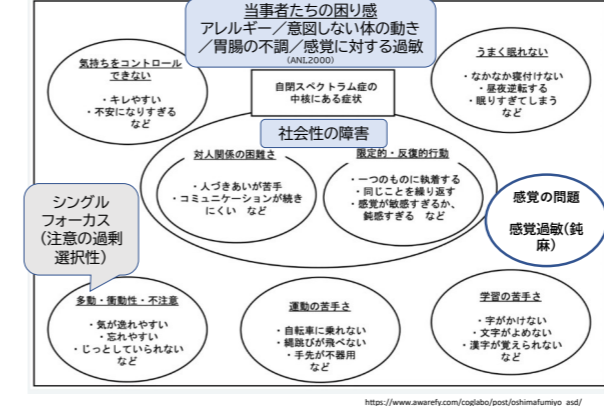 当事者たちの困り感
アレルギー／意図しない体の動き
／胃腸の不調／感覚に対する過敏
(ANI.2000)
気持ちをコントロール
できない
・キレやすい
・不安になりすぎる
など
うまく眠れない
・なかなか寝付けない
・昼夜逆転する
・眠りすぎてしまう
など
自閉スペクトラム症の
中核にある症状
社会性の障害
対人関係の困難さ
・人づきあいが苦手
・コミュニケーションが続き
にくい など
限定的・反復的行動
・一つのものに執着する
・同じことを繰り返す
・感覚が敏感すぎるか、
鈍感すぎる など
シングル
フォーカス
（注意の過剰
選択性）
感覚の問題
感覚過敏(鈍
麻）
多動・衝動性・不注意
・気が逸れやすい
・忘れやすい
・じっとしていられない
など
運動の苦手さ
・自転車に乗れない
・縄跳びが飛べない
・手先が不器用
など
学習の苦手さ
・字がかけない
・文字がよめない
・漢字が覚えられない
など
https://www.awarefy.com/coglabo/post/oshimafumiyo_asd/